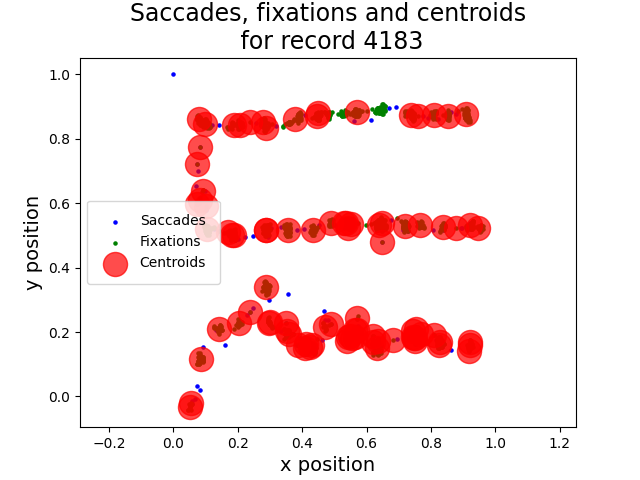 Saccades, fixations and centroids
for record 4183
y position
1.0
0.8
0.6
0.4
0.2
0.0
Saccades
Fixations
Centroids
−0.2 0.0 0.2 0.4 0.6 0.8 1.0 1.2
x position